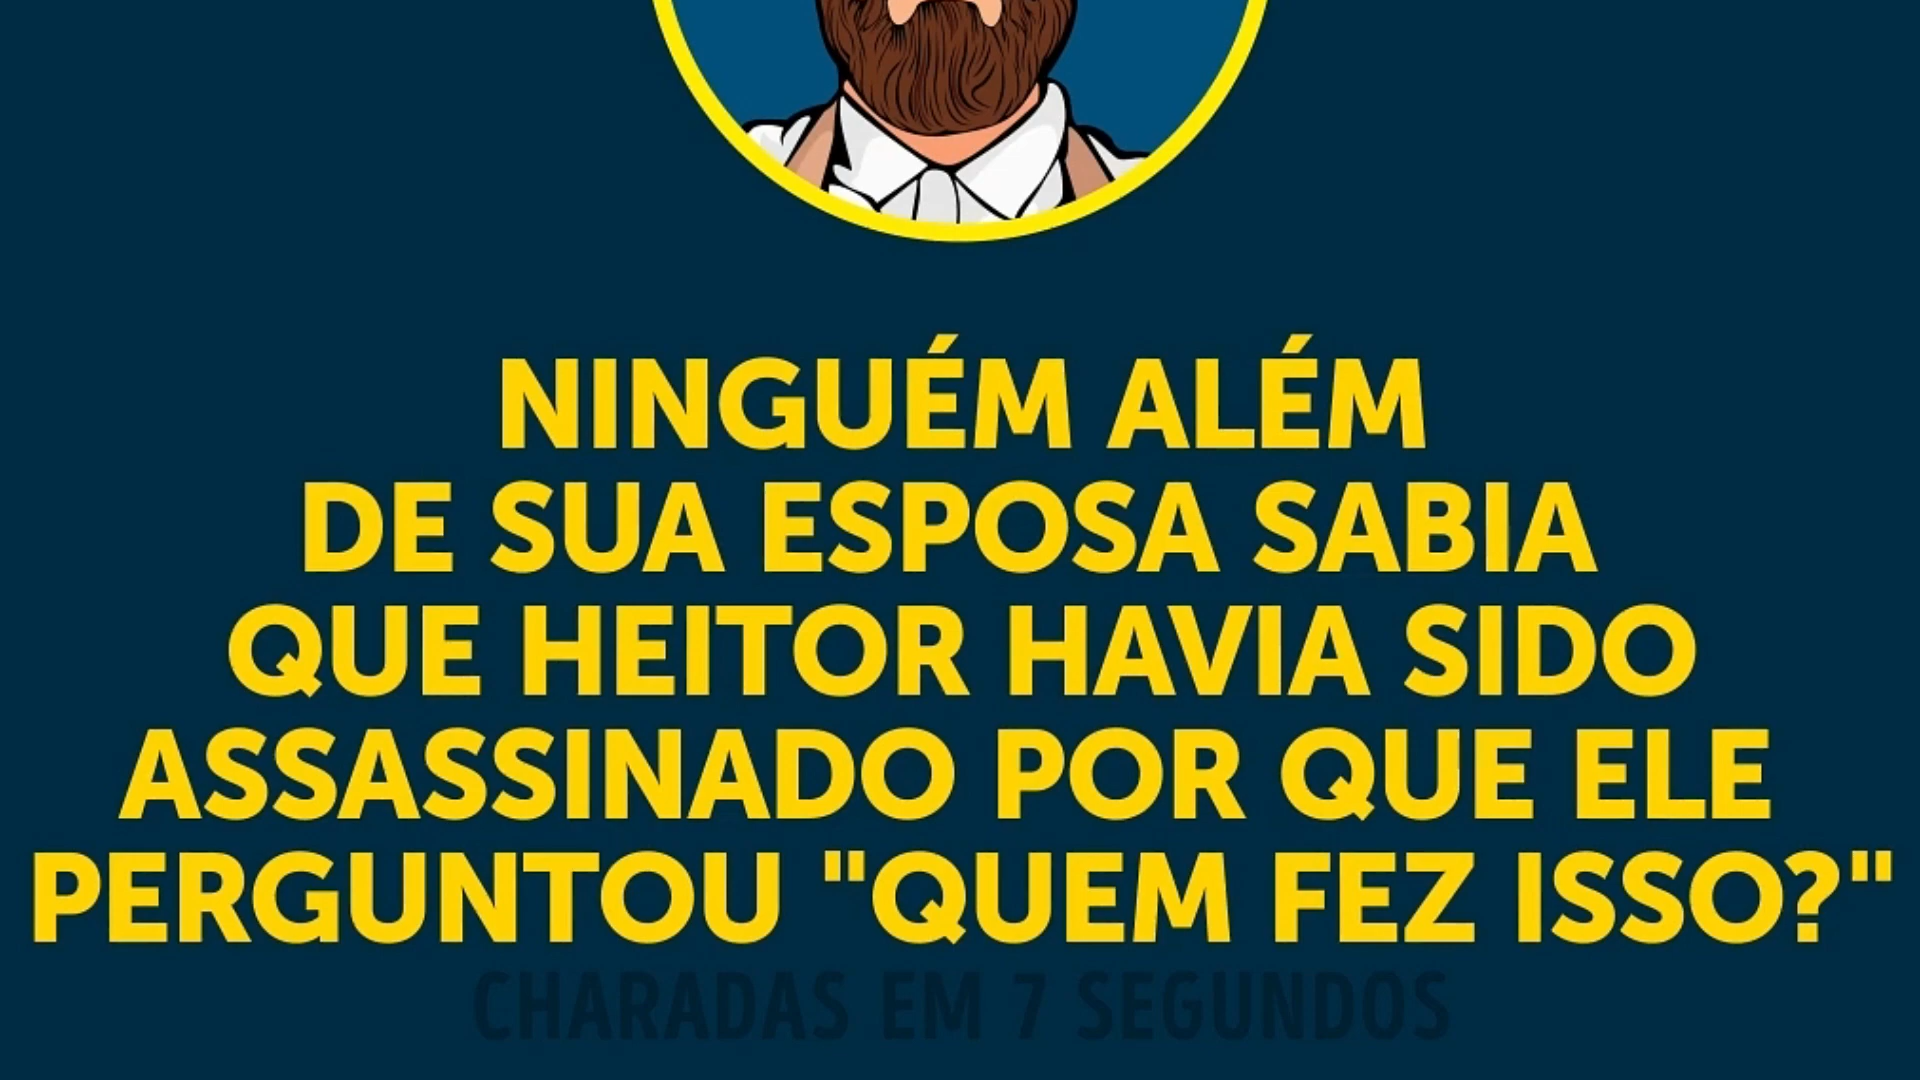 NINGUÉM ALÉM
DE SUA ESPOSA SABIA
QUE HEITOR HAVIA SIDO
ASSASSINADO POR QUE ELE
PERGUNTOU "QUEM FEZ ISSO?"
CHARADAS EM 7 SEGUNDOS